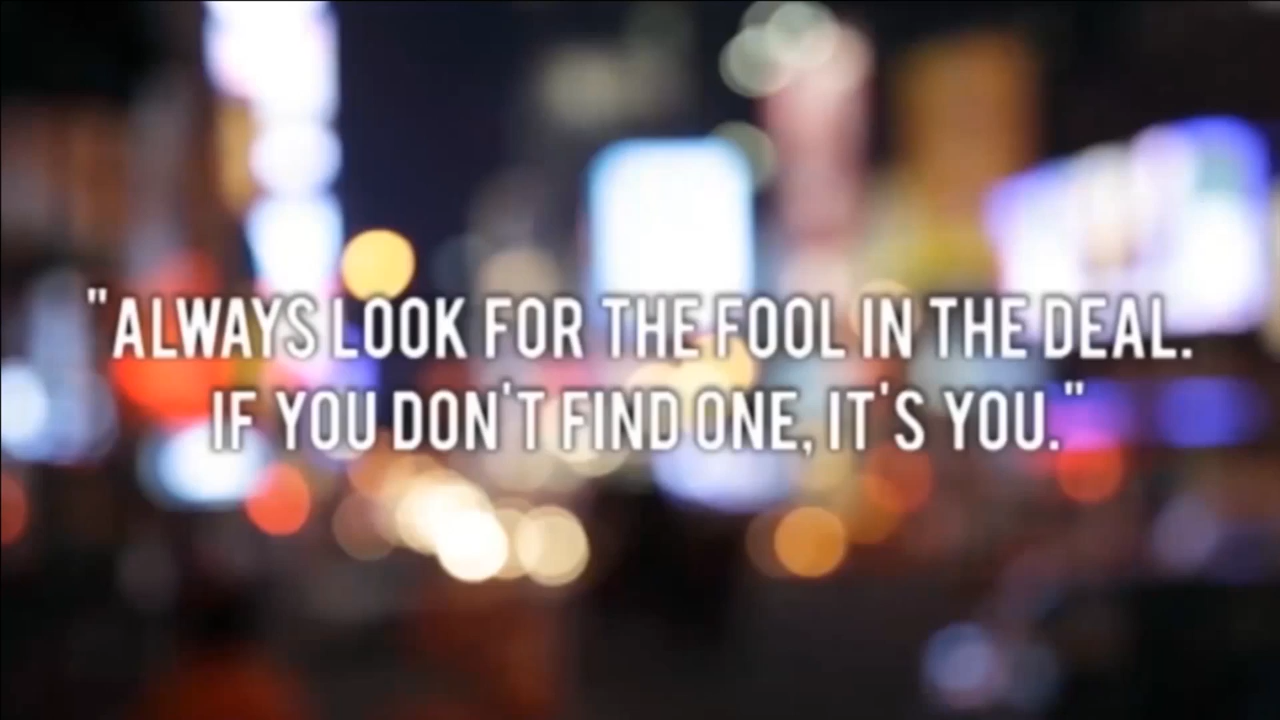 "ALWAYS LOOK FOR THE FOOL IN THE DEAL.
IF YOU DON'T FIND ONE, IT'S YOU."